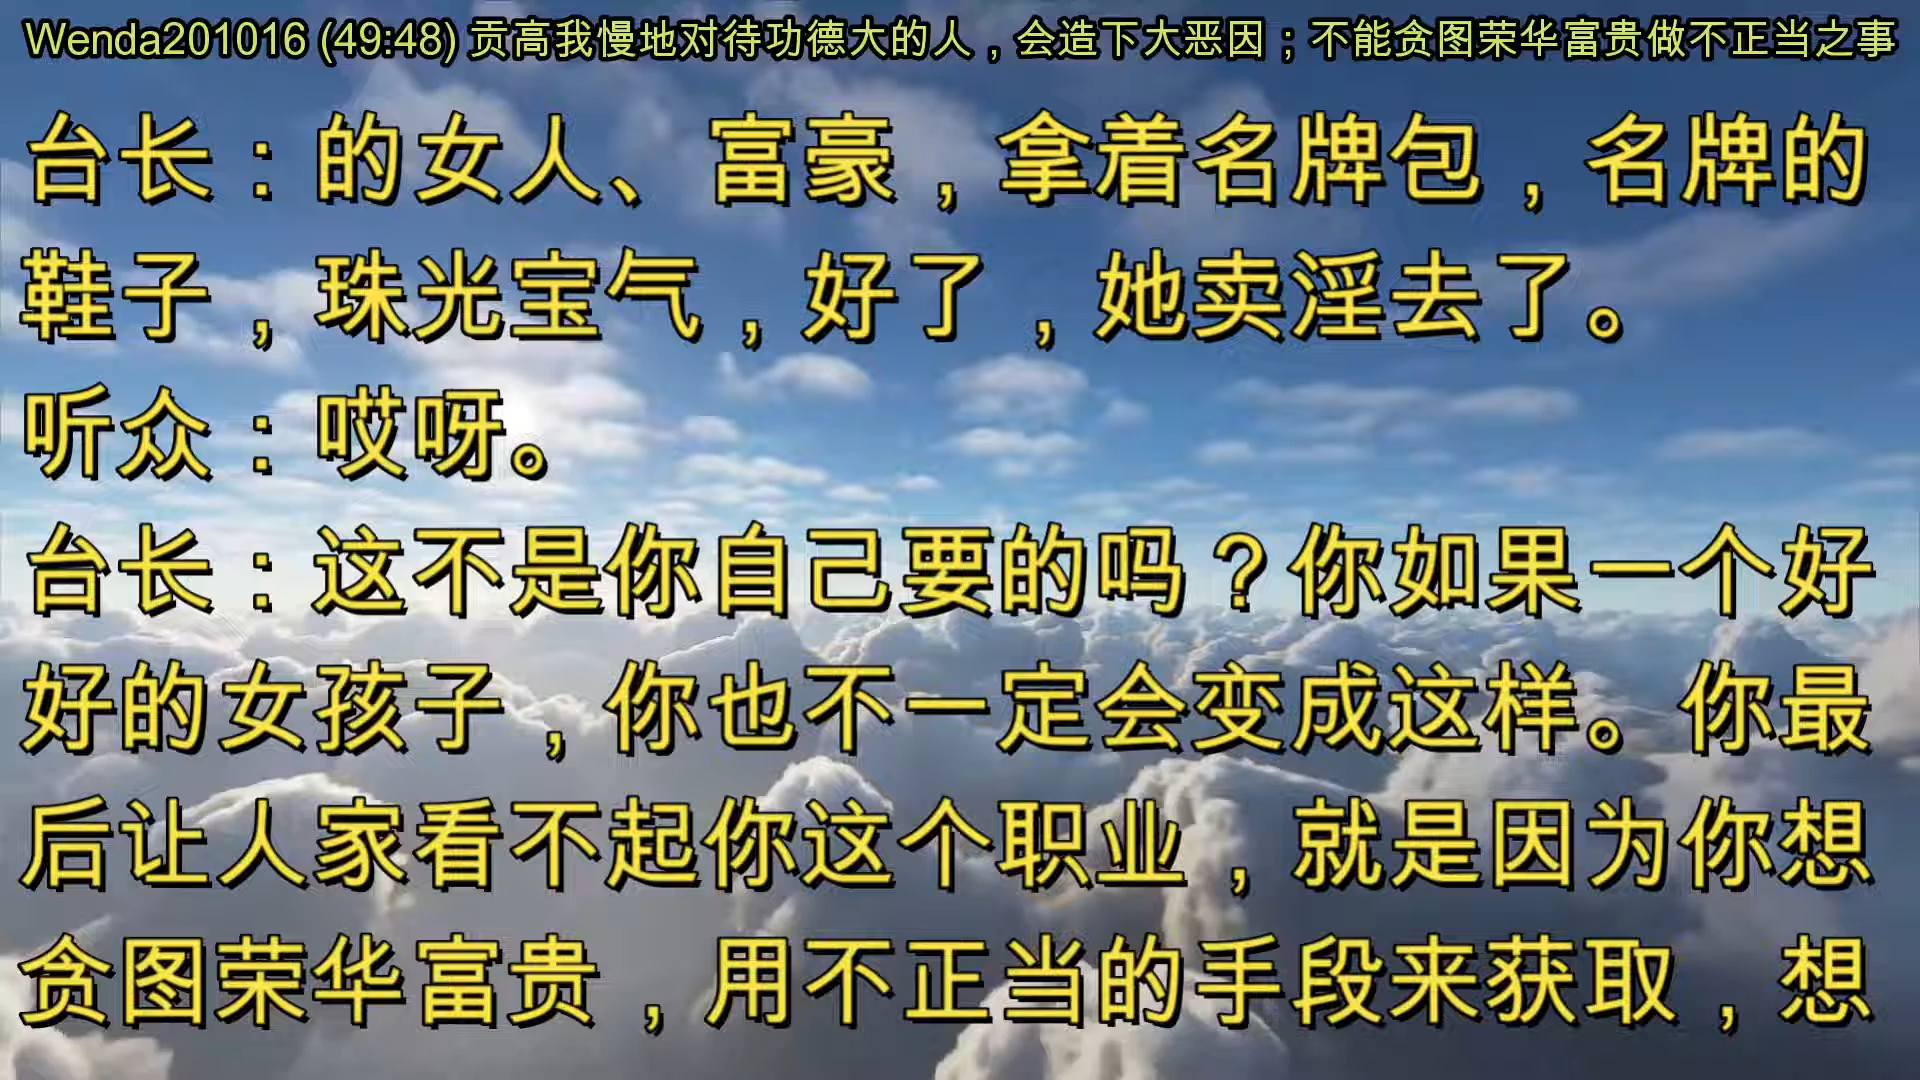 Wenda201016 (49:48) 贡高我慢地对待功德大的人，会造下大恶因；不能贪图荣华富贵做不正当之事
台长：的女人、富豪，拿着名牌包，名牌的
鞋子，珠光宝气，好了，她卖淫去了。
听众：哎呀。
台长：这不是你自己要的吗？你如果一个好
好的女孩子，你也不一定会变成这样。你最
后让人家看不起你这个职业，就是因为你想
贪图荣华富贵，用不正当的手段来获取，想